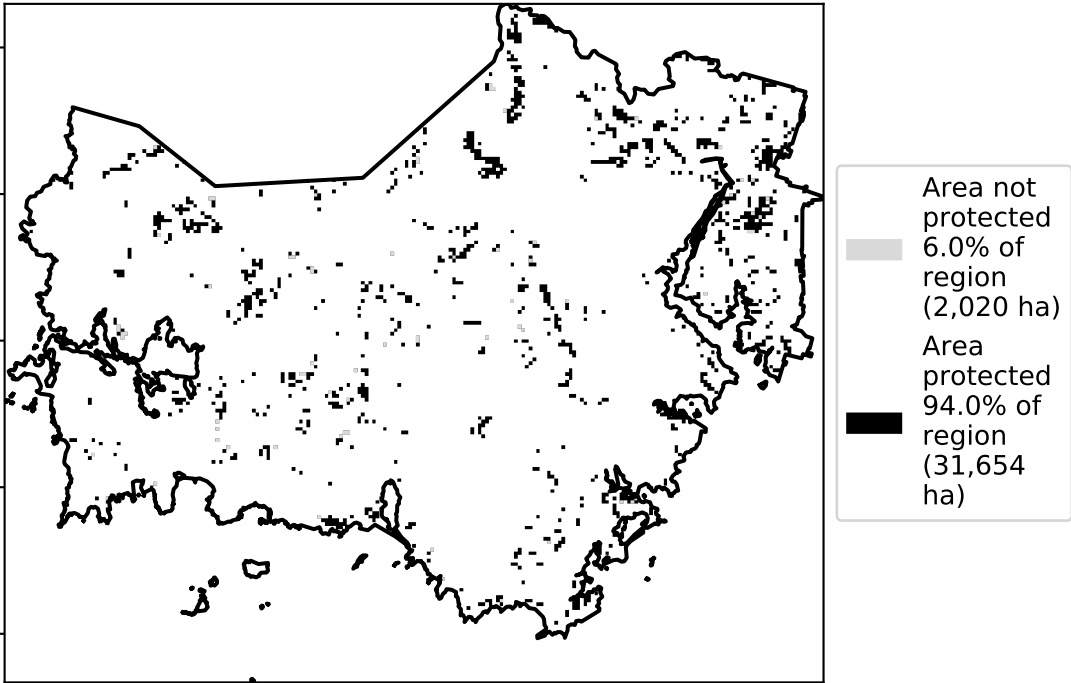 Area not
protected
6.0% of
region
(2,020 ha)
Area
protected
94.0% of
region
(31,654
ha)